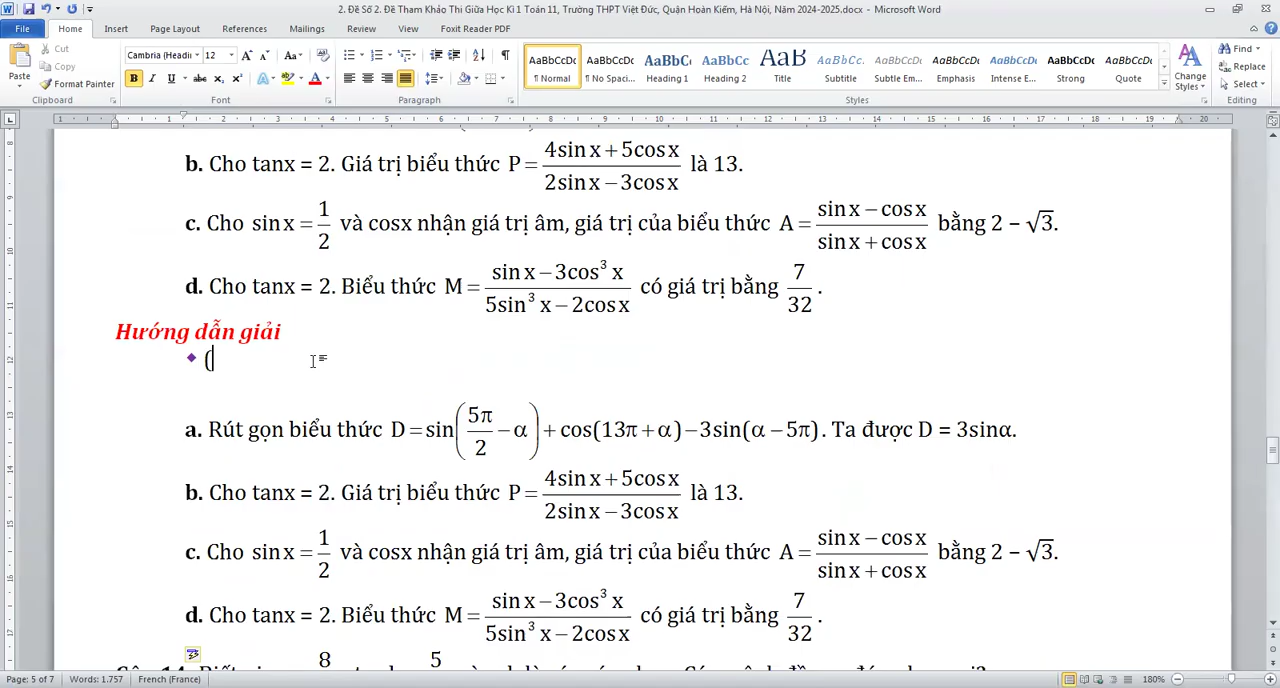 2. Đề Số 2. Đề Tham Khảo Thi Giữa Học Kì 1 Toán 11, Trường THPT Việt Đức, Quận Hoàn Kiếm, Hà Nội, Năm 2024-2025.docx - Microsoft Word
File Home Insert Page Layout References Mailings Review View Foxit Reader PDF
Paste Cut Copy Format Painter
Cambria (Headi 12
AaBbCcDc AaBbCcDc AaBbC AaBbCc AaB AaBbCc. AaBbCcDc AaBbCcDc AaBbCcDc AaBbCcDc AaBbCcDc
¶ Normal ¶ No Spaci... Heading 1 Heading 2 Title Subtitle Subtle Em... Emphasis Intense E... Strong Quote
Change Styles
Find Replace Select
Clipboard Font Paragraph Styles Editing
b. Cho tanx = 2. Giá trị biểu thức P = (4sin x + 5cos x)/(2sin x − 3cos x) là 13.
c. Cho sin x = 1/2 và cosx nhận giá trị âm, giá trị của biểu thức A = (sin x − cos x)/(sin x + cos x) bằng 2 − √3.
d. Cho tanx = 2. Biểu thức M = (sin x − 3cos³ x)/(5sin³ x − 2cos x) có giá trị bằng 7/32.
Hướng dẫn giải
◆ (
a. Rút gọn biểu thức D = sin(5π/2 − α) + cos(13π + α) − 3sin(α − 5π). Ta được D = 3sinα.
b. Cho tanx = 2. Giá trị biểu thức P = (4sin x + 5cos x)/(2sin x − 3cos x) là 13.
c. Cho sin x = 1/2 và cosx nhận giá trị âm, giá trị của biểu thức A = (sin x − cos x)/(sin x + cos x) bằng 2 − √3.
d. Cho tanx = 2. Biểu thức M = (sin x − 3cos³ x)/(5sin³ x − 2cos x) có giá trị bằng 7/32.
8 5
Page: 5 of 7 Words: 1.757 French (France) 180%